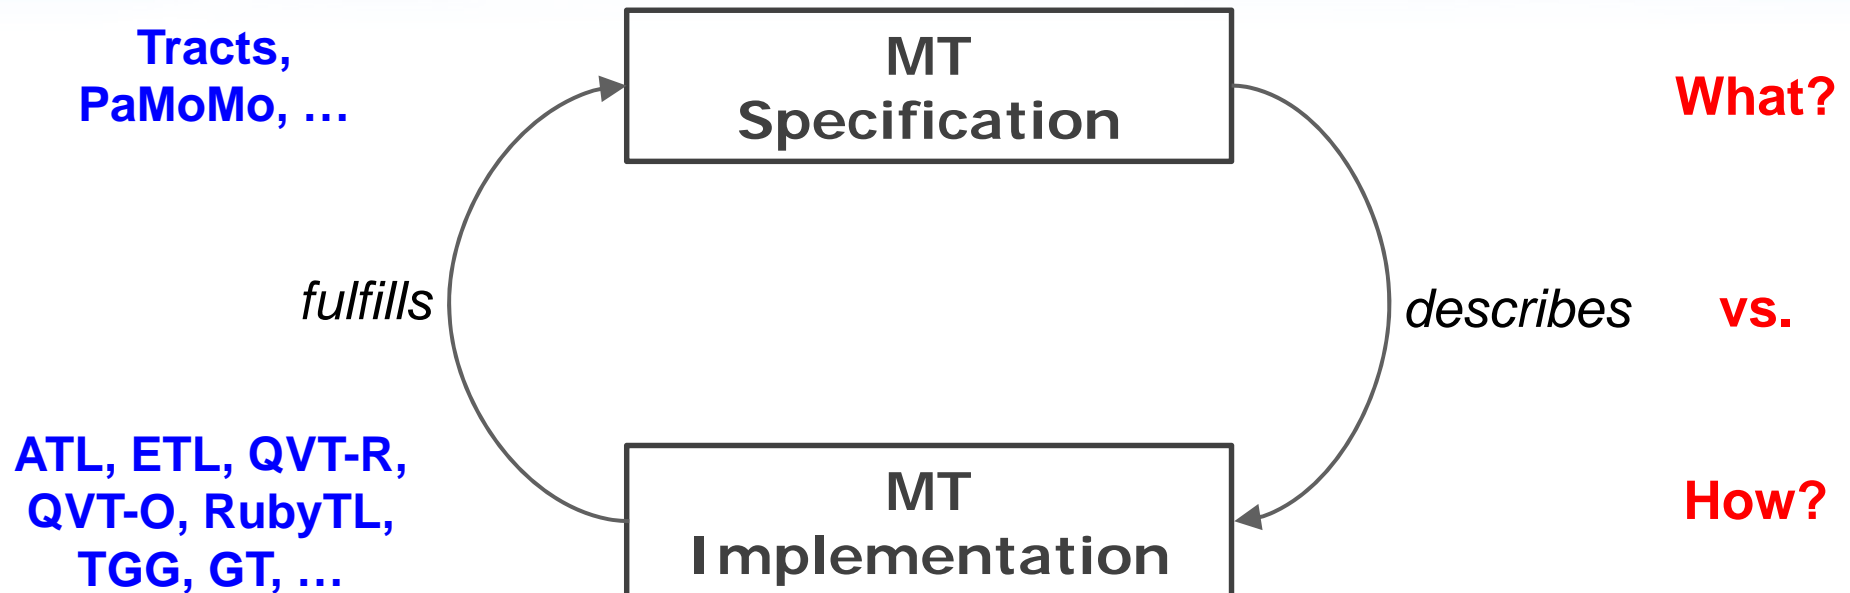 Tracts,
PaMoMo, …
MT
Specification
What?
fulfills
describes
vs.
ATL, ETL, QVT-R,
QVT-O, RubyTL,
TGG, GT, …
MT
Implementation
How?